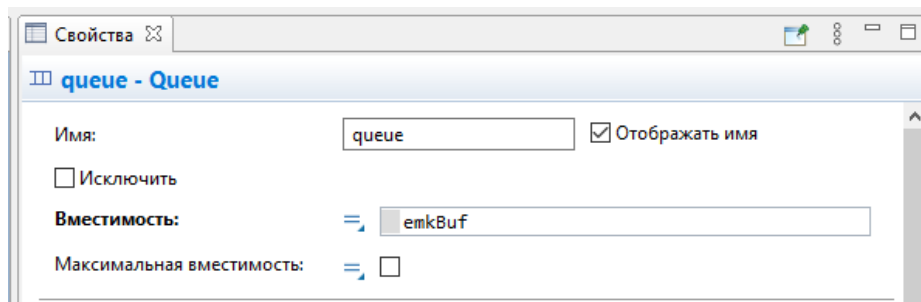 Свойства
queue - Queue
Имя: queue Отображать имя
Исключить
Вместимость: emkBuf
Максимальная вместимость: